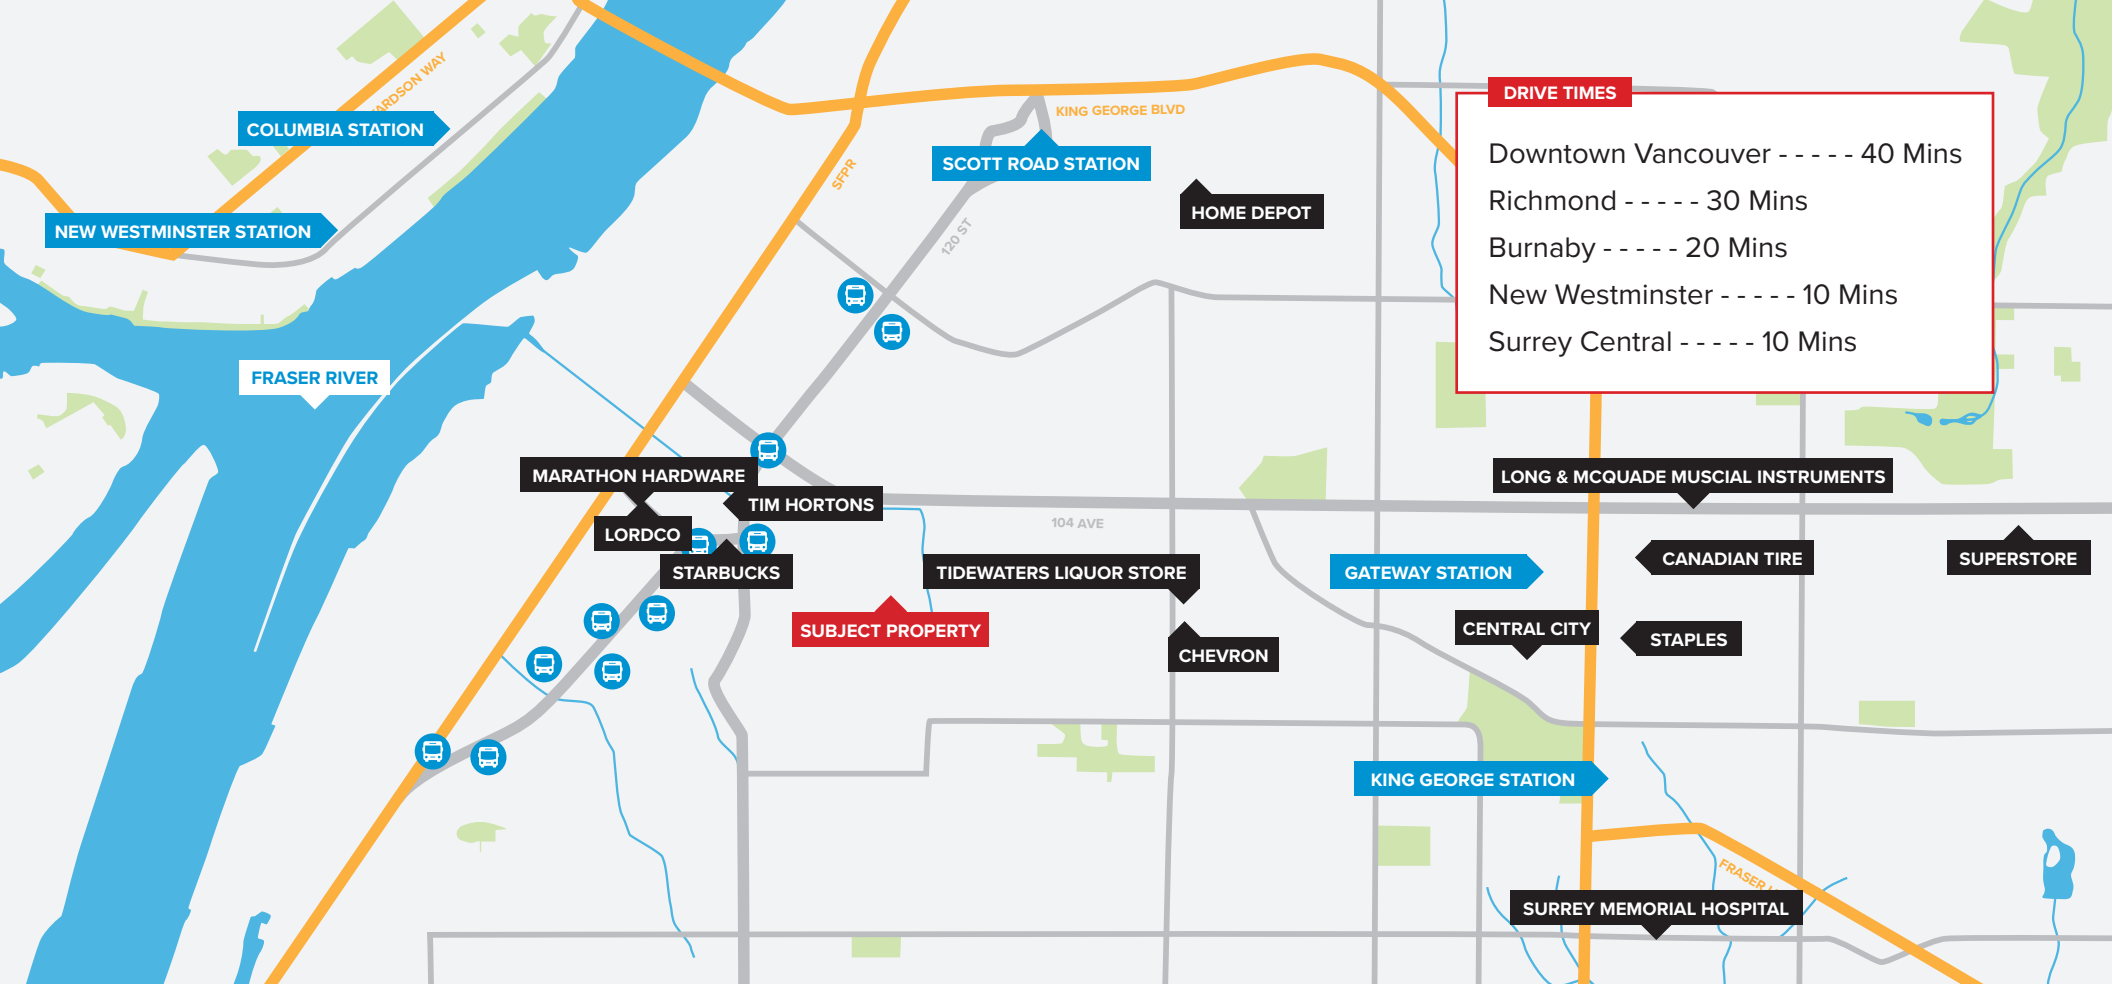 ARDSON WAY
COLUMBIA STATION
NEW WESTMINSTER STATION
FRASER RIVER
KING GEORGE BLVD
SFPR
SCOTT ROAD STATION
120 ST
HOME DEPOT
DRIVE TIMES
Downtown Vancouver - - - - - 40 Mins
Richmond - - - - - 30 Mins
Burnaby - - - - - 20 Mins
New Westminster - - - - - 10 Mins
Surrey Central - - - - - 10 Mins
MARATHON HARDWARE
TIM HORTONS
LORDCO
STARBUCKS
104 AVE
LONG & MCQUADE MUSCIAL INSTRUMENTS
TIDEWATERS LIQUOR STORE
GATEWAY STATION
CANADIAN TIRE
SUPERSTORE
SUBJECT PROPERTY
CHEVRON
CENTRAL CITY
STAPLES
KING GEORGE STATION
FRASER
SURREY MEMORIAL HOSPITAL